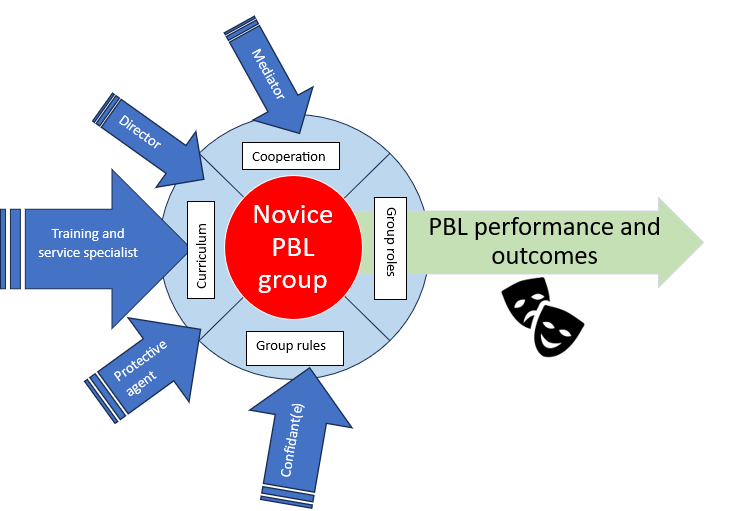 Mediator
Director
Cooperation
Training and
service specialist
Curriculum
Novice
PBL
group
Group roles
PBL performance and
outcomes
Protective
agent
Group rules
Confidant(e)